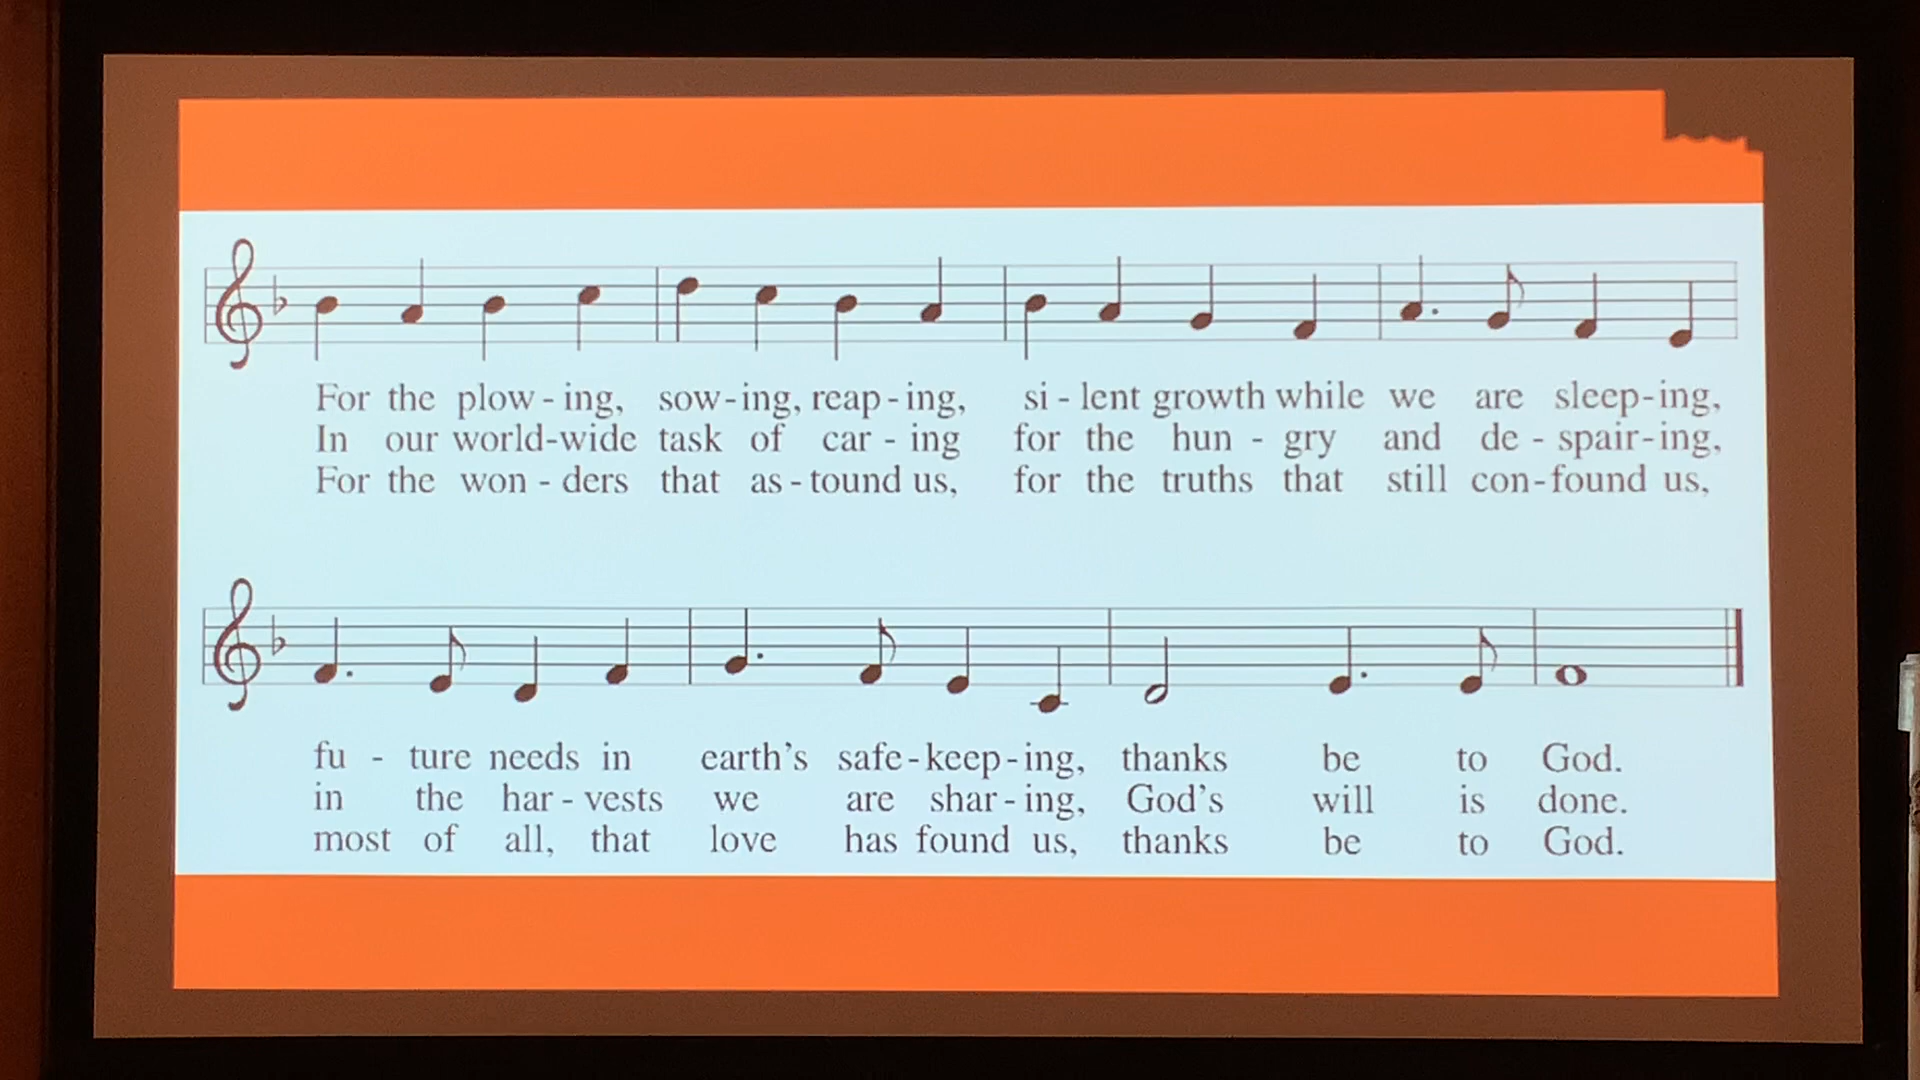 For the plow - ing, sow - ing, reap - ing, si - lent growth while we are sleep - ing,
In our world-wide task of car - ing for the hun - gry and de - spair - ing,
For the won - ders that as - tound us, for the truths that still con - found us,
fu - ture needs in earth's safe - keep - ing, thanks be to God.
in the har - vests we are shar - ing, God's will is done.
most of all, that love has found us, thanks be to God.